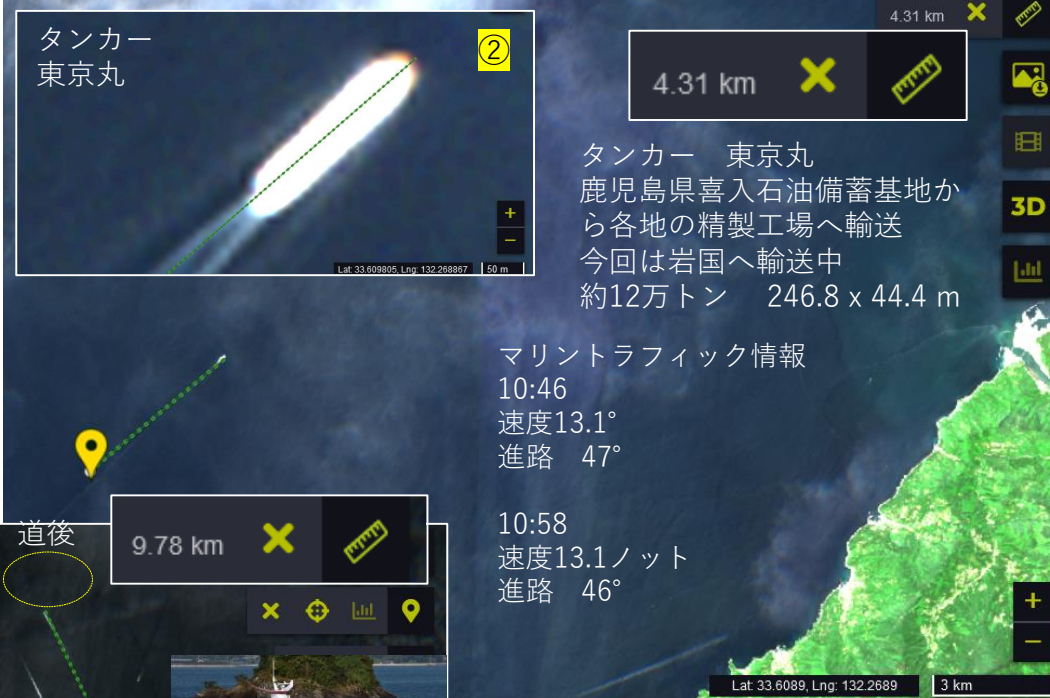 タンカー
東京丸
②
Lat: 33.609805, Lng: 132.268867
50 m
+
−
4.31 km
4.31 km
3D
タンカー　東京丸
鹿児島県喜入石油備蓄基地か
ら各地の精製工場へ輸送
今回は岩国へ輸送中
約12万トン　246.8 x 44.4 m
マリントラフィック情報
10:46
速度13.1°
進路　47°
10:58
速度13.1ノット
進路　46°
道後
9.78 km
+
−
Lat: 33.6089, Lng: 132.2689
3 km